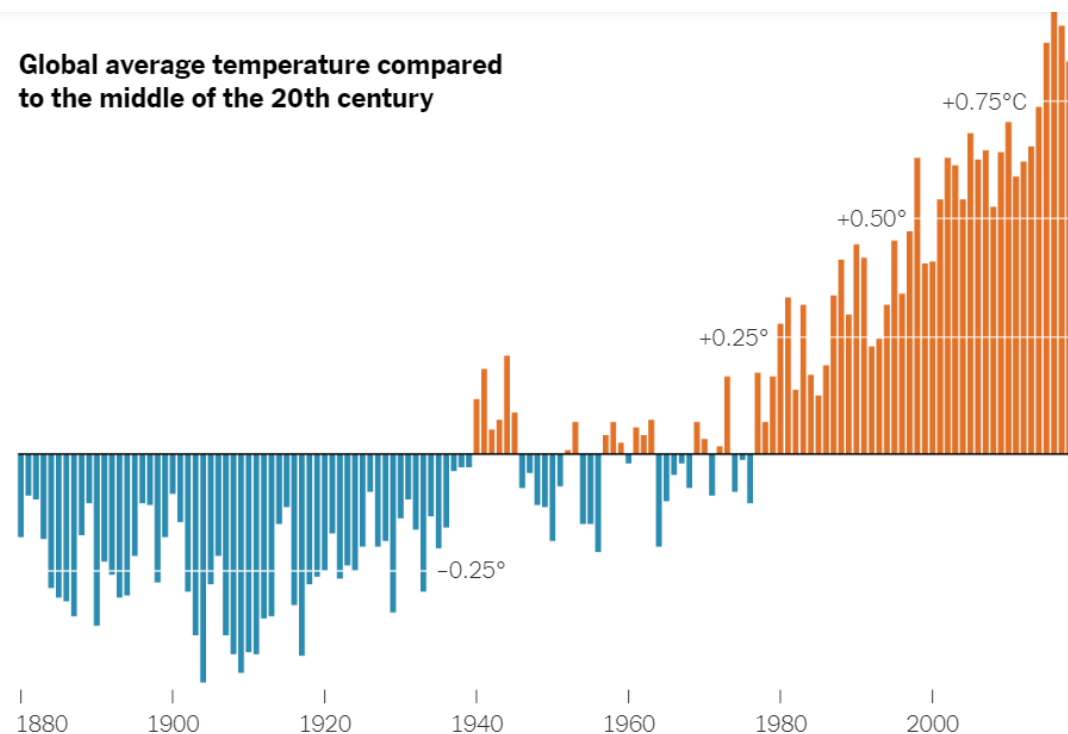 Global average temperature compared
to the middle of the 20th century
+0.75°C
+0.50°
+0.25°
−0.25°
1880 1900 1920 1940 1960 1980 2000